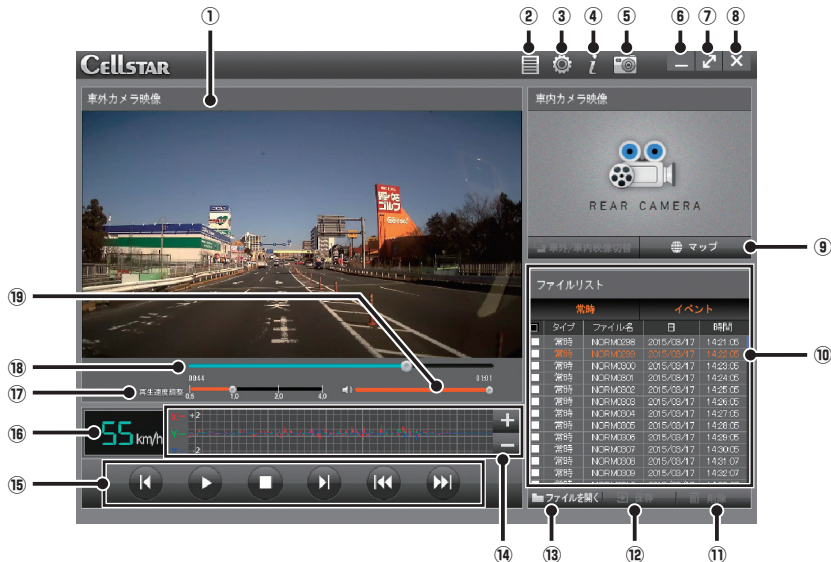 ① ② ③ ④ ⑤ ⑥ ⑦ ⑧
CELLSTAR
車外カメラ映像
車内カメラ映像
REAR CAMERA
車外/車内映像切替 マップ ⑨
ファイルリスト
常時 イベント
タイプ ファイル名 日 時間
常時 NORM0298 2015/03/17 14:21:05
常時 NORM0299 2015/03/17 14:22:05 ⑩
常時 NORM0300 2015/03/17 14:23:05
常時 NORM0301 2015/03/17 14:24:05
常時 NORM0302 2015/03/17 14:25:05
常時 NORM0303 2015/03/17 14:26:05
常時 NORM0304 2015/03/17 14:27:05
常時 NORM0305 2015/03/17 14:28:05
常時 NORM0306 2015/03/17 14:29:05
常時 NORM0307 2015/03/17 14:30:05
常時 NORM0308 2015/03/17 14:31:07
常時 NORM0309 2015/03/17 14:32:07
ファイルを開く 保存 削除
⑬ ⑫ ⑪
ゴルフ
⑲
⑱
00:44 01:01
⑰ 再生速度調整
0.5 1.0 2.0 4.0
⑯ 55 km/h
X +2
Y
-2
⑭
⑮